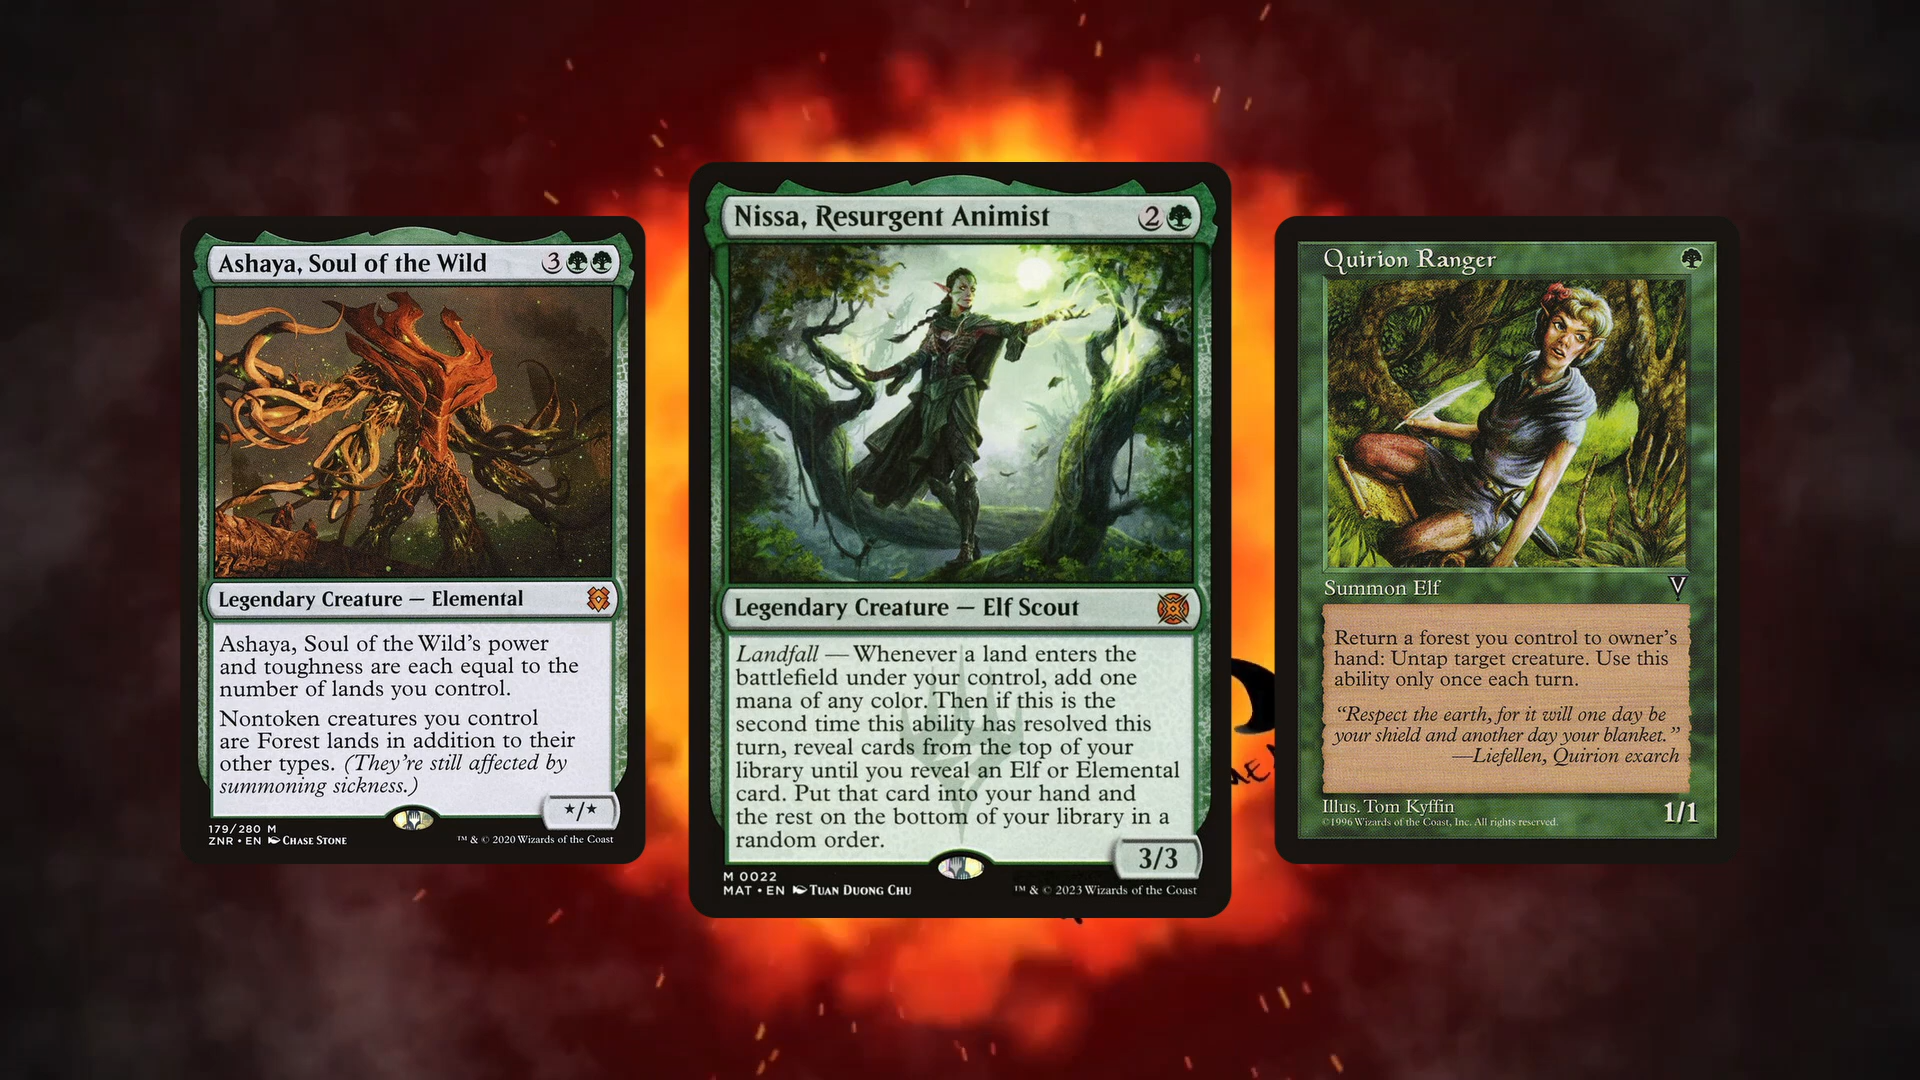 Ashaya, Soul of the Wild 3
Legendary Creature — Elemental
Ashaya, Soul of the Wild's power
and toughness are each equal to the
number of lands you control.
Nontoken creatures you control
are Forest lands in addition to their
other types. (They're still affected by
summoning sickness.)
*/*
179/280 M
ZNR • EN CHASE STONE
™ & © 2020 Wizards of the Coast
Nissa, Resurgent Animist 2
Legendary Creature — Elf Scout
Landfall — Whenever a land enters the
battlefield under your control, add one
mana of any color. Then if this is the
second time this ability has resolved this
turn, reveal cards from the top of your
library until you reveal an Elf or Elemental
card. Put that card into your hand and
the rest on the bottom of your library in a
random order.
3/3
M 0022
MAT • EN TUAN DUONG CHU
™ & © 2023 Wizards of the Coast
Quirion Ranger
Summon Elf
Return a forest you control to owner's
hand: Untap target creature. Use this
ability only once each turn.
"Respect the earth, for it will one day be
your shield and another day your blanket."
—Liefellen, Quirion exarch
Illus. Tom Kyffin
1/1
©1996 Wizards of the Coast, Inc. All rights reserved.